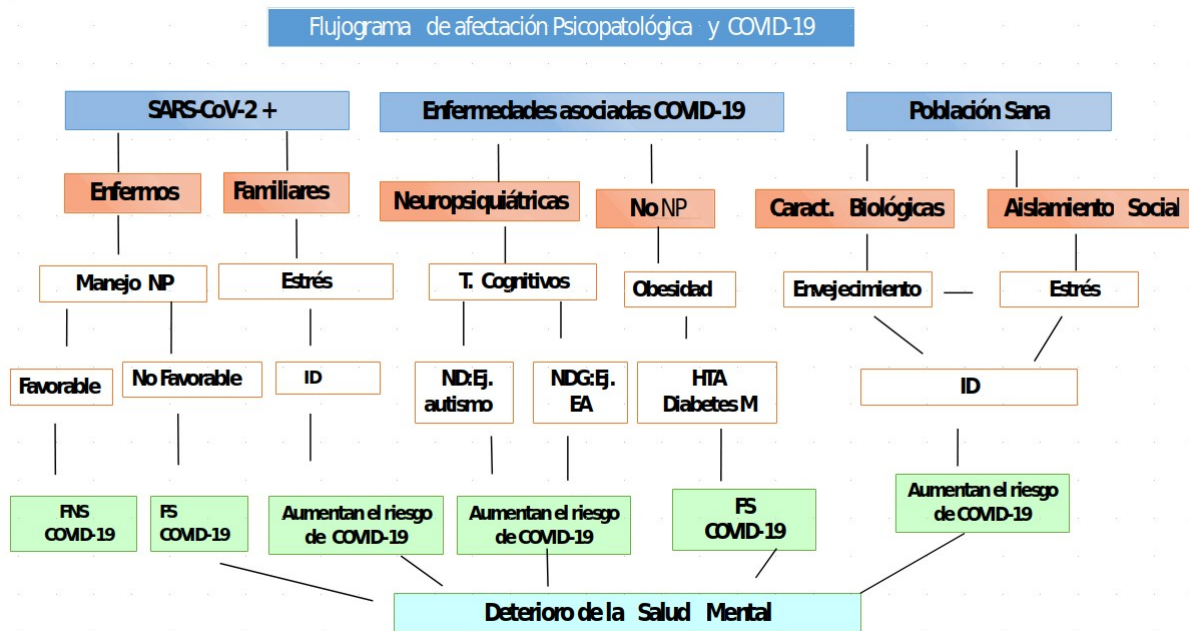 Flujograma de afectación Psicopatológica y COVID-19
SARS-CoV-2 +
Enfermedades asociadas COVID-19
Población Sana
Enfermos
Familiares
Neuropsiquiátricas
No NP
Caract. Biológicas
Aislamiento Social
Manejo NP
Estrés
T. Cognitivos
Obesidad
Envejecimiento
Estrés
Favorable
No Favorable
ID
ND:Ej.
autismo
NDG:Ej.
EA
HTA
Diabetes M
ID
FNS
COVID-19
FS
COVID-19
Aumentan el riesgo
de COVID-19
Aumentan el riesgo
de COVID-19
FS
COVID-19
Aumentan el riesgo
de COVID-19
Deterioro de la Salud Mental